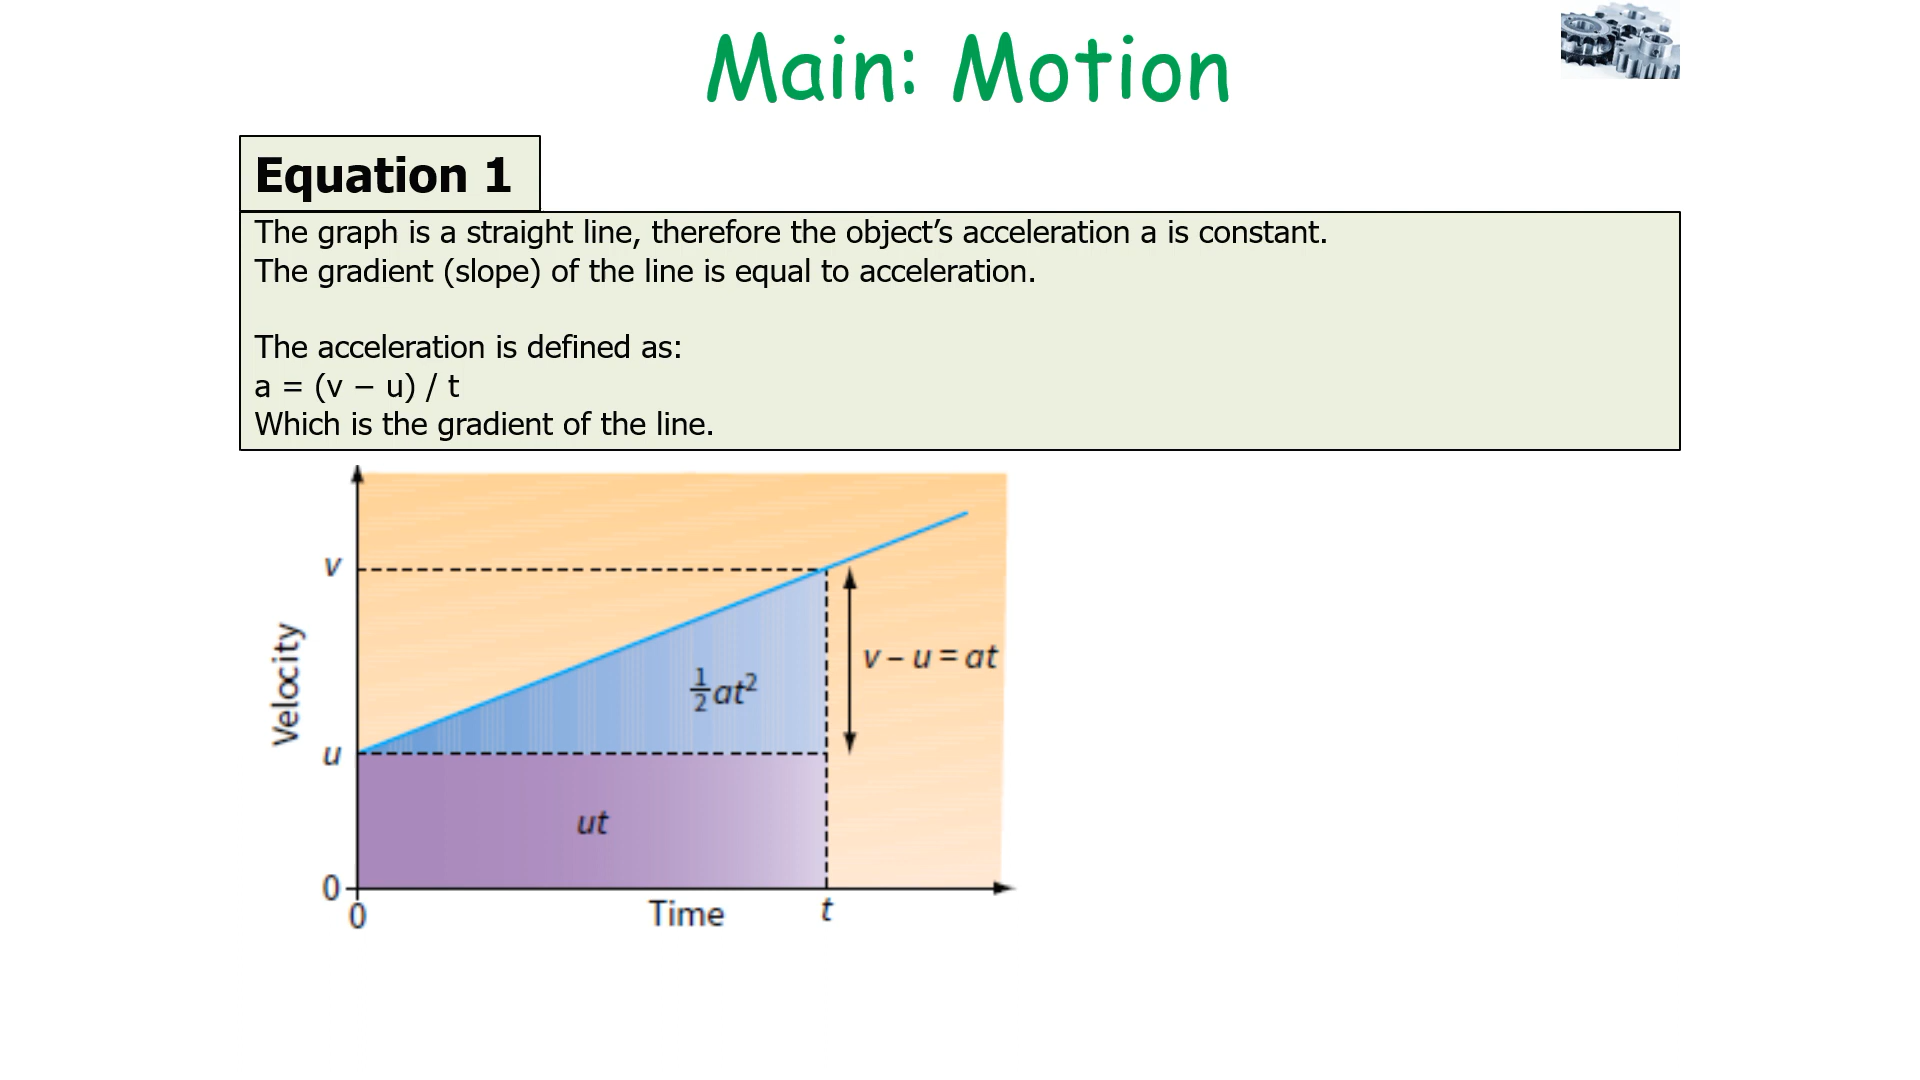 Main: Motion
Equation 1
The graph is a straight line, therefore the object’s acceleration a is constant.
The gradient (slope) of the line is equal to acceleration.
The acceleration is defined as:
a = (v − u) / t
Which is the gradient of the line.
v
v – u = at
½at²
Velocity
u
ut
0
0
Time
t